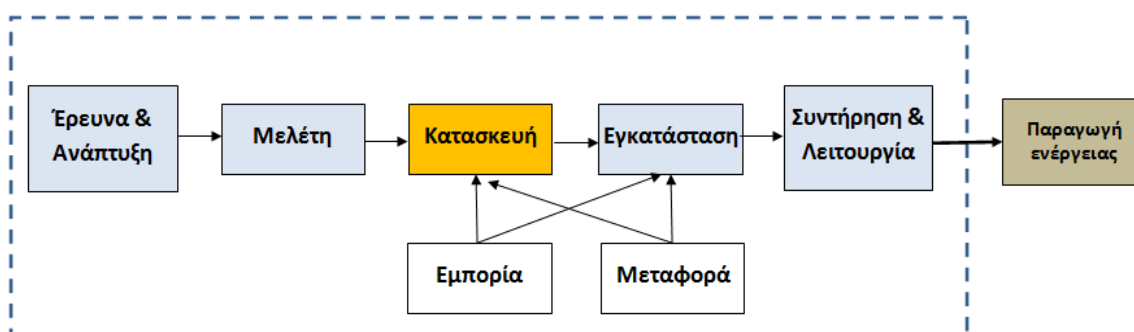 Έρευνα &
Ανάπτυξη
Μελέτη
Κατασκευή
Εγκατάσταση
Συντήρηση &
Λειτουργία
Παραγωγή
ενέργειας
Εμπορία
Μεταφορά